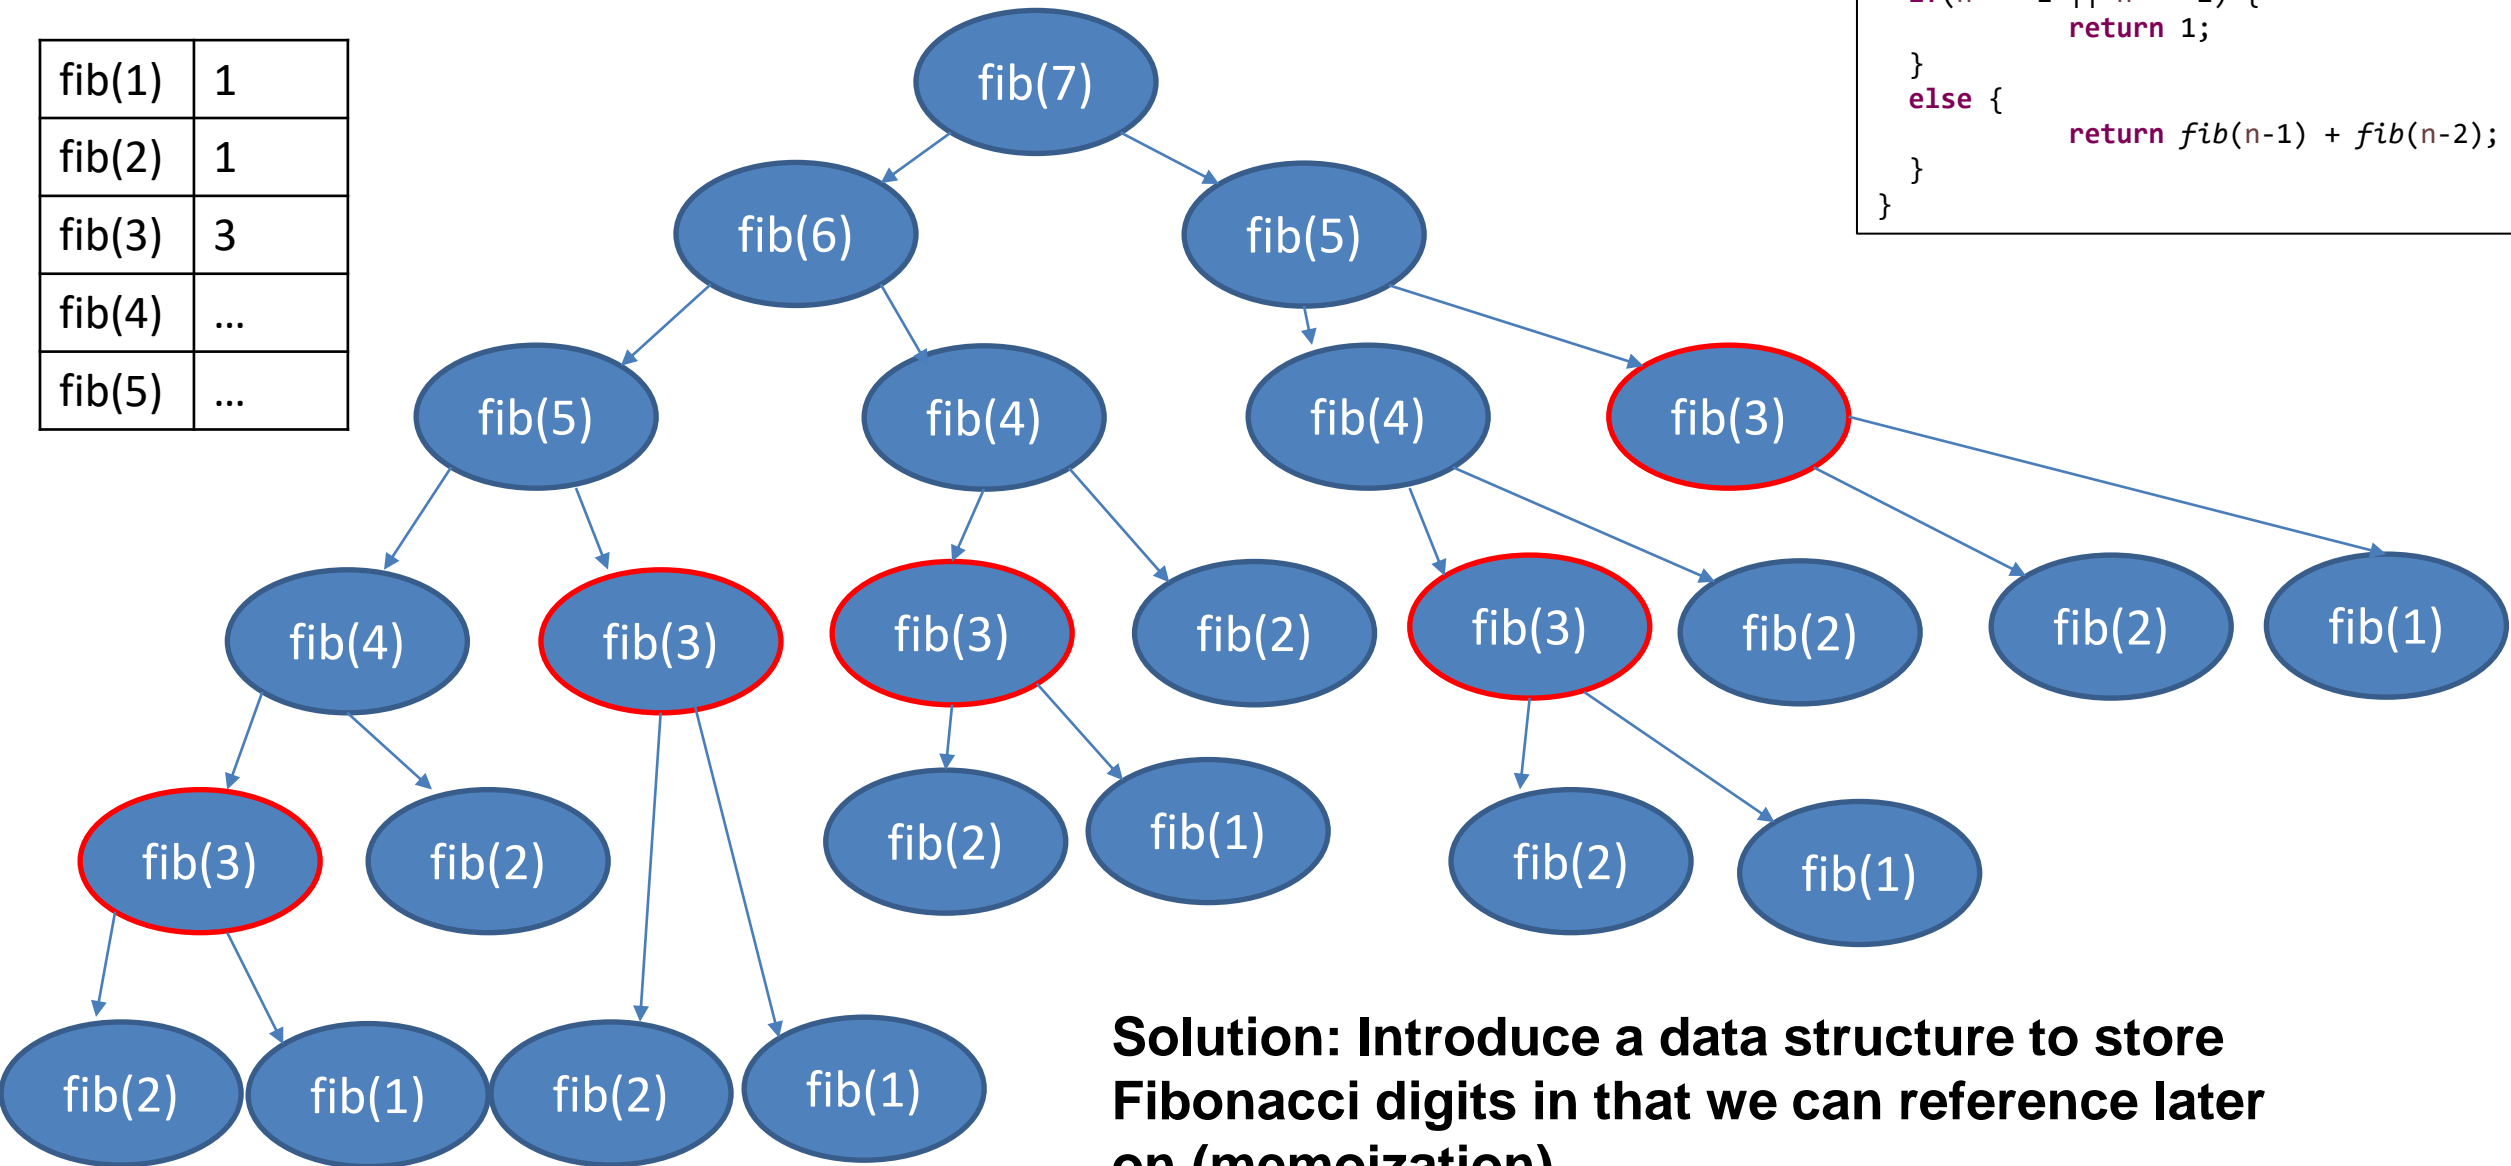 fib(1) 1
fib(2) 1
fib(3) 3
fib(4) ...
fib(5) ...
return 1;
}
else {
return fib(n-1) + fib(n-2);
}
}
fib(7)
fib(6) fib(5)
fib(5) fib(4) fib(4) fib(3)
fib(4) fib(3) fib(3) fib(2) fib(3) fib(2) fib(2) fib(1)
fib(3) fib(2) fib(2) fib(1) fib(2) fib(1)
fib(2) fib(1) fib(2) fib(1)
Solution: Introduce a data structure to store
Fibonacci digits in that we can reference later
on (memoization)